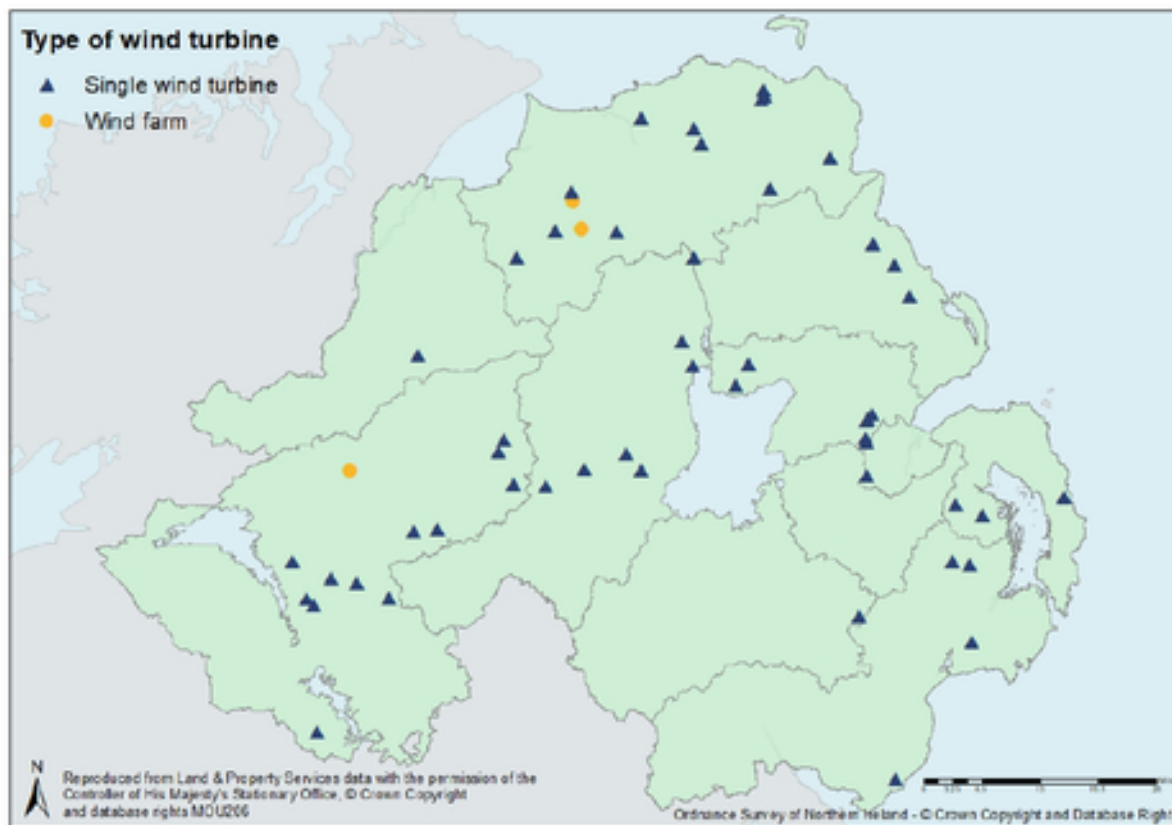 Type of wind turbine
Single wind turbine
Wind farm
N
Reproduced from Land & Property Services data with the permission of the
Controller of His Majesty's Stationary Office, © Crown Copyright
and database rights MOU206
Ordnance Survey of Northern Ireland - © Crown Copyright and Database Right